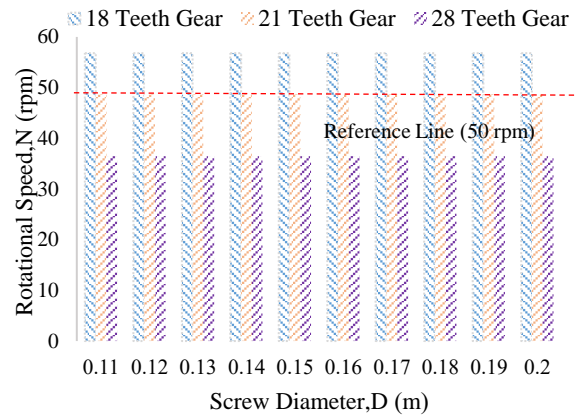 18 Teeth Gear 21 Teeth Gear 28 Teeth Gear
60
50
40
30
20
10
0
Rotational Speed,N (rpm)
Reference Line (50 rpm)
0.11 0.12 0.13 0.14 0.15 0.16 0.17 0.18 0.19 0.2
Screw Diameter,D (m)